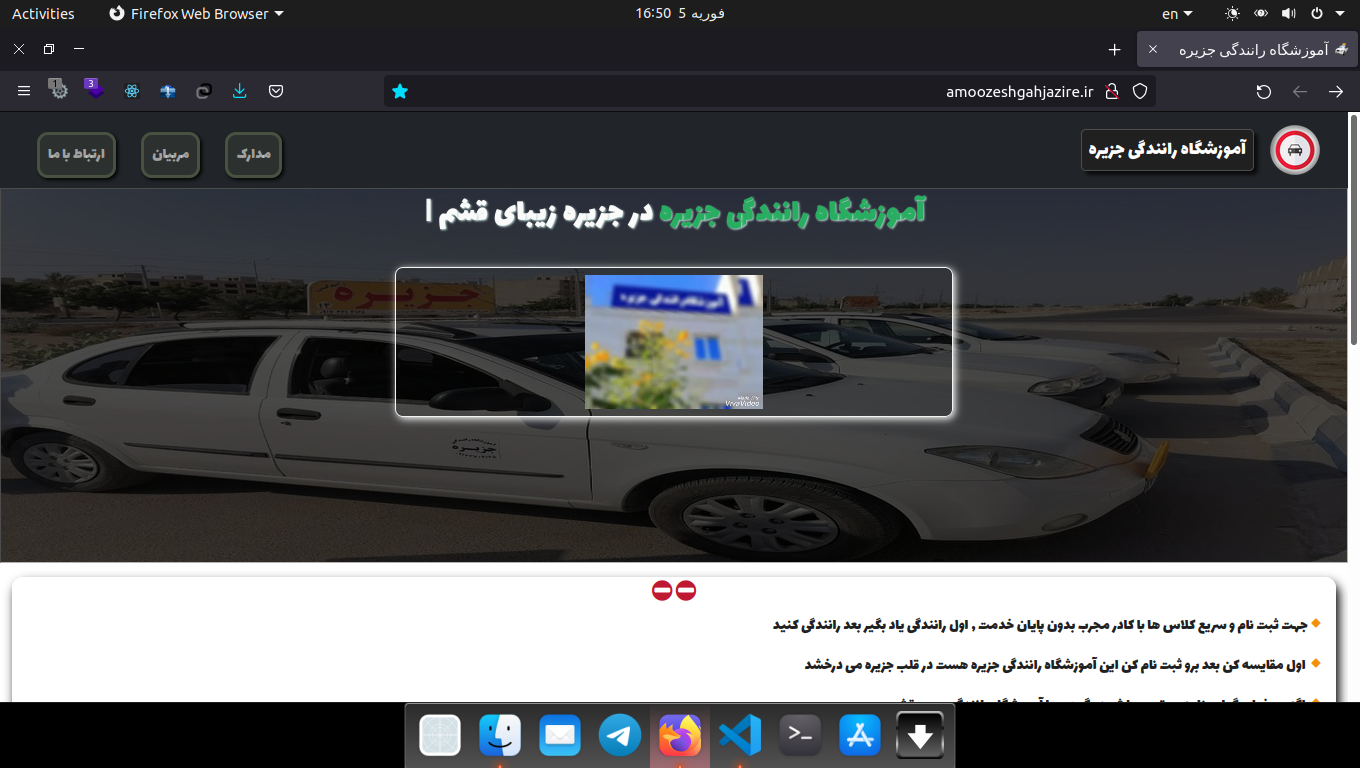 Activities
Firefox Web Browser
16:50 فوریه 5
en
آموزشگاه رانندگی جزیره
1
3
amoozeshgahjazire.ir
آموزشگاه رانندگی جزیره
مدارک
مربیان
ارتباط با ما
آموزشگاه رانندگی جزیره در جزیره زیبای قشم |
جزیره
آموزشگاه رانندگی جزیره
VivaVideo
جزیره
جهت ثبت نام و سریع کلاس ها با کادر مجرب بدون پایان خدمت , اول رانندگی یاد بگیر بعد رانندگی کنید
اول مقایسه کن بعد برو ثبت نام کن این آموزشگاه رانندگی جزیره هست در قلب جزیره می درخشد